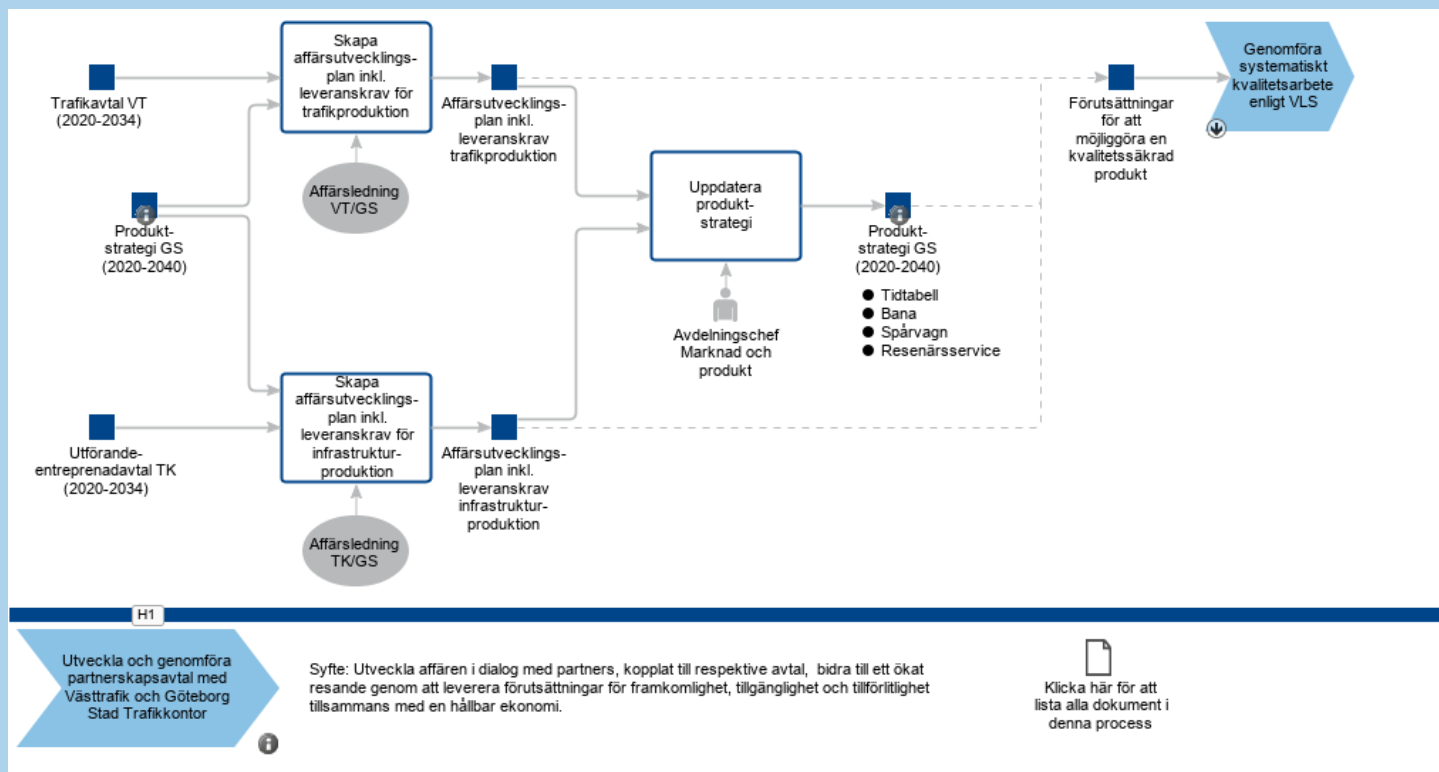 Skapa
affärsutvecklings-
plan inkl.
leveranskrav för
trafikproduktion
Genomföra
systematiskt
kvalitetsarbete
enligt VLS
Trafikavtal VT
(2020-2034)
Affärsutvecklings-
plan inkl.
leveranskrav
trafikproduktion
Förutsättningar
för att
möjliggöra en
kvalitetssäkrad
produkt
Affärsledning
VT/GS
Uppdatera
produkt-
strategi
Produkt-
strategi GS
(2020-2040)
Produkt-
strategi GS
(2020-2040)
● Tidtabell
● Bana
● Spårvagn
● Resenärsservice
Avdelningschef
Marknad och
produkt
Skapa
affärsutvecklings-
plan inkl.
leveranskrav för
infrastruktur-
produktion
Utförande-
entreprenadavtal TK
(2020-2034)
Affärsutvecklings-
plan inkl.
leveranskrav
infrastruktur-
produktion
Affärsledning
TK/GS
H1
Utveckla och genomföra
partnerskapsavtal med
Västtrafik och Göteborg
Stad Trafikkontor
Syfte: Utveckla affären i dialog med partners, kopplat till respektive avtal, bidra till ett ökat
resande genom att leverera förutsättningar för framkomlighet, tillgänglighet och tillförlitlighet
tillsammans med en hållbar ekonomi.
Klicka här för att
lista alla dokument i
denna process